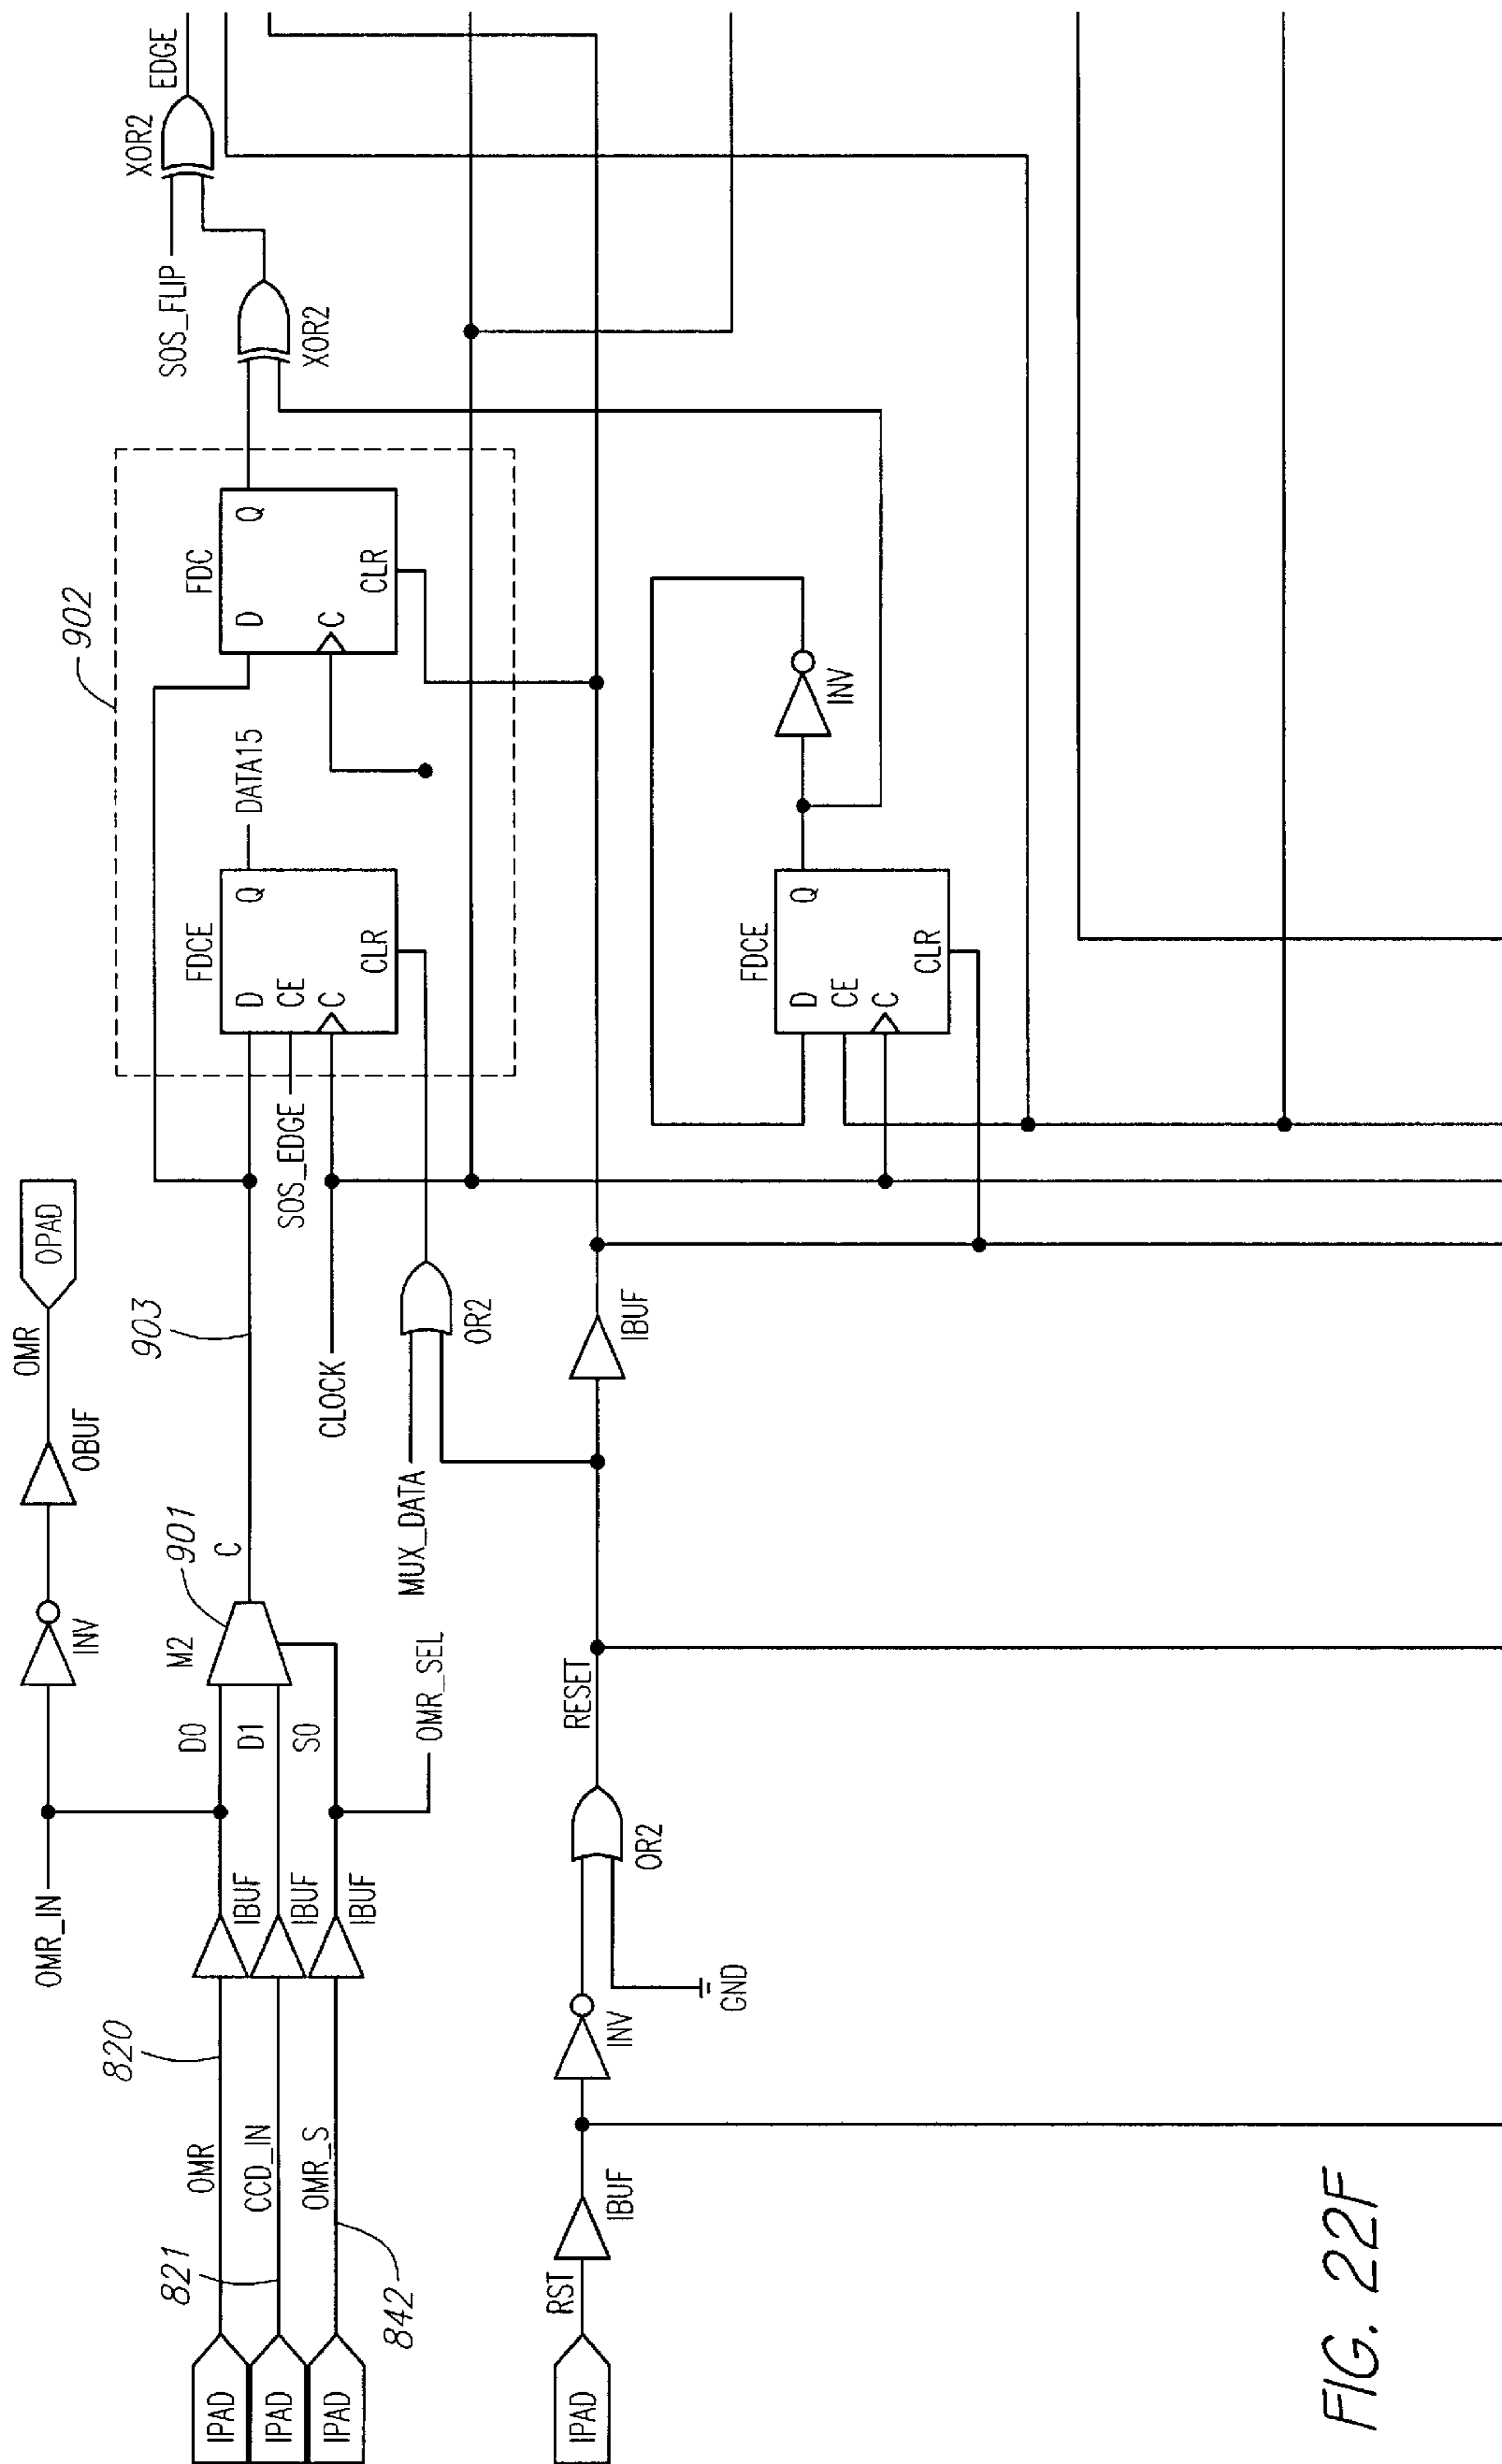 OPAD
OMR
OBUF
INV
OMR_IN
IPAD
OMR
820
IBUF
D0
M2
901
C
903
IPAD
821
CCD_IN
IBUF
D1
IPAD
842
OMR_S
IBUF
S0
OMR_SEL
SOS_EDGE
CLOCK
MUX_DATA
OR2
902
FDCE
D
CE
C
Q
CLR
DATA15
FDC
D
C
Q
CLR
XOR2
SOS_FLIP
XOR2
EDGE
IPAD
RST
IBUF
INV
GND
OR2
RESET
IBUF
FDCE
D
CE
C
Q
CLR
INV
FIG. 22F